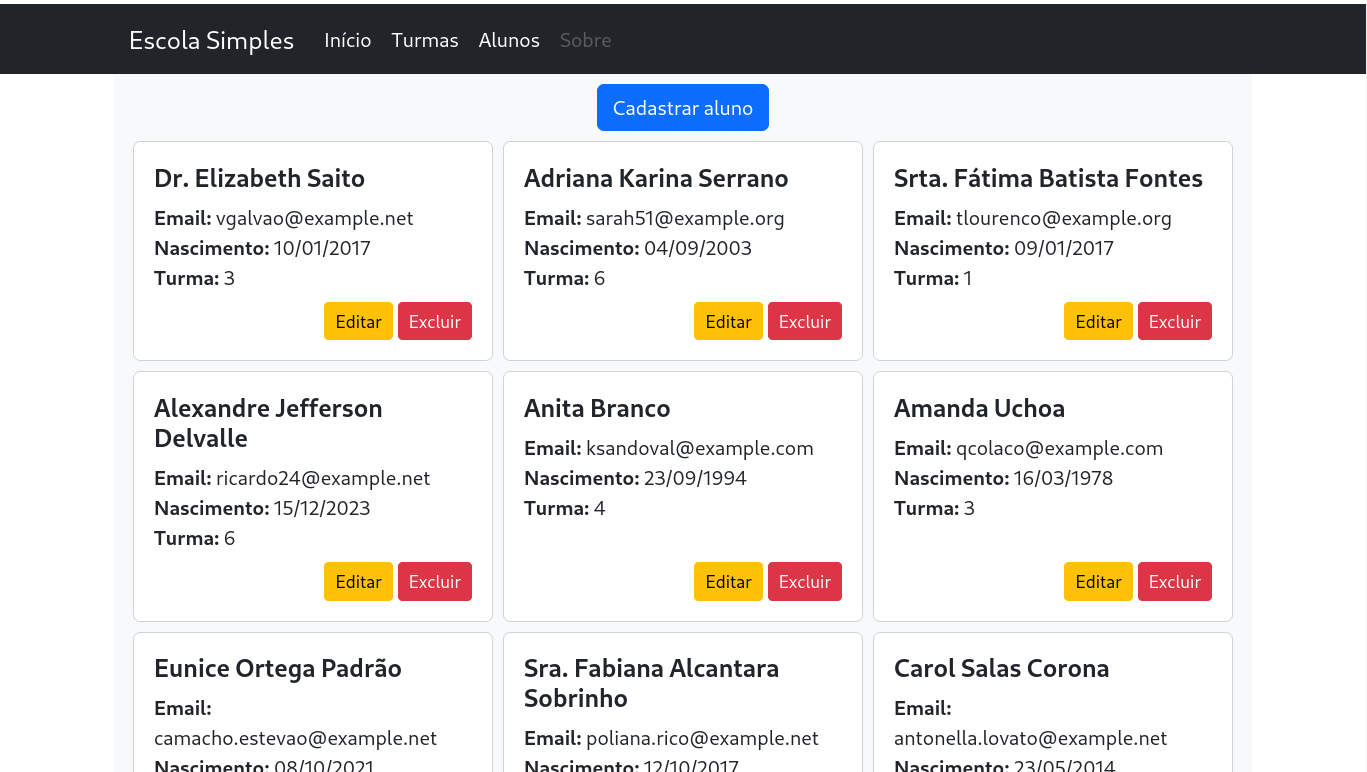 Escola Simples Início Turmas Alunos Sobre
Cadastrar aluno
Dr. Elizabeth Saito
Email: vgalvao@example.net
Nascimento: 10/01/2017
Turma: 3
Editar Excluir
Adriana Karina Serrano
Email: sarah51@example.org
Nascimento: 04/09/2003
Turma: 6
Editar Excluir
Srta. Fátima Batista Fontes
Email: tlourenco@example.org
Nascimento: 09/01/2017
Turma: 1
Editar Excluir
Alexandre Jefferson
Delvalle
Email: ricardo24@example.net
Nascimento: 15/12/2023
Turma: 6
Editar Excluir
Anita Branco
Email: ksandoval@example.com
Nascimento: 23/09/1994
Turma: 4
Editar Excluir
Amanda Uchoa
Email: qcolaco@example.com
Nascimento: 16/03/1978
Turma: 3
Editar Excluir
Eunice Ortega Padrão
Email:
camacho.estevao@example.net
Nascimento: 08/10/2021
Sra. Fabiana Alcantara
Sobrinho
Email: poliana.rico@example.net
Nascimento: 12/10/2017
Carol Salas Corona
Email:
antonella.lovato@example.net
Nascimento: 23/05/2014